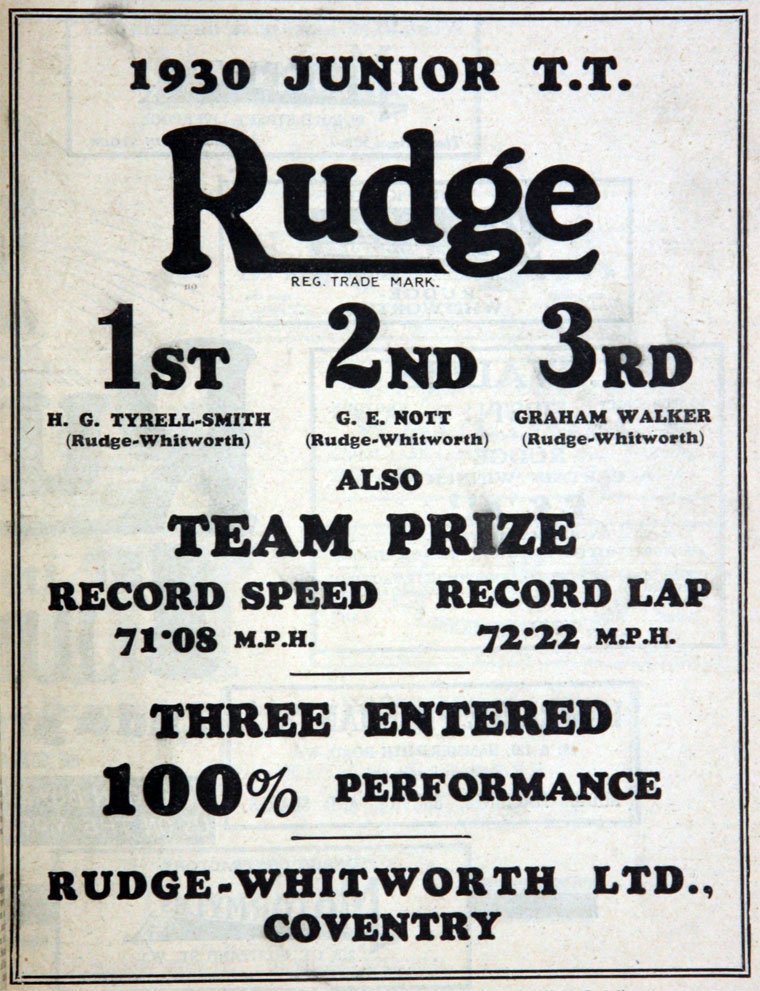 1930 JUNIOR T.T.
Rudge
REG. TRADE MARK.
1ST 2ND 3RD
H. G. TYRELL-SMITH G. E. NOTT GRAHAM WALKER
(Rudge-Whitworth) (Rudge-Whitworth) (Rudge-Whitworth)
ALSO
TEAM PRIZE
RECORD SPEED RECORD LAP
71·08 M.P.H. 72·22 M.P.H.
THREE ENTERED
100% PERFORMANCE
RUDGE-WHITWORTH LTD.,
COVENTRY